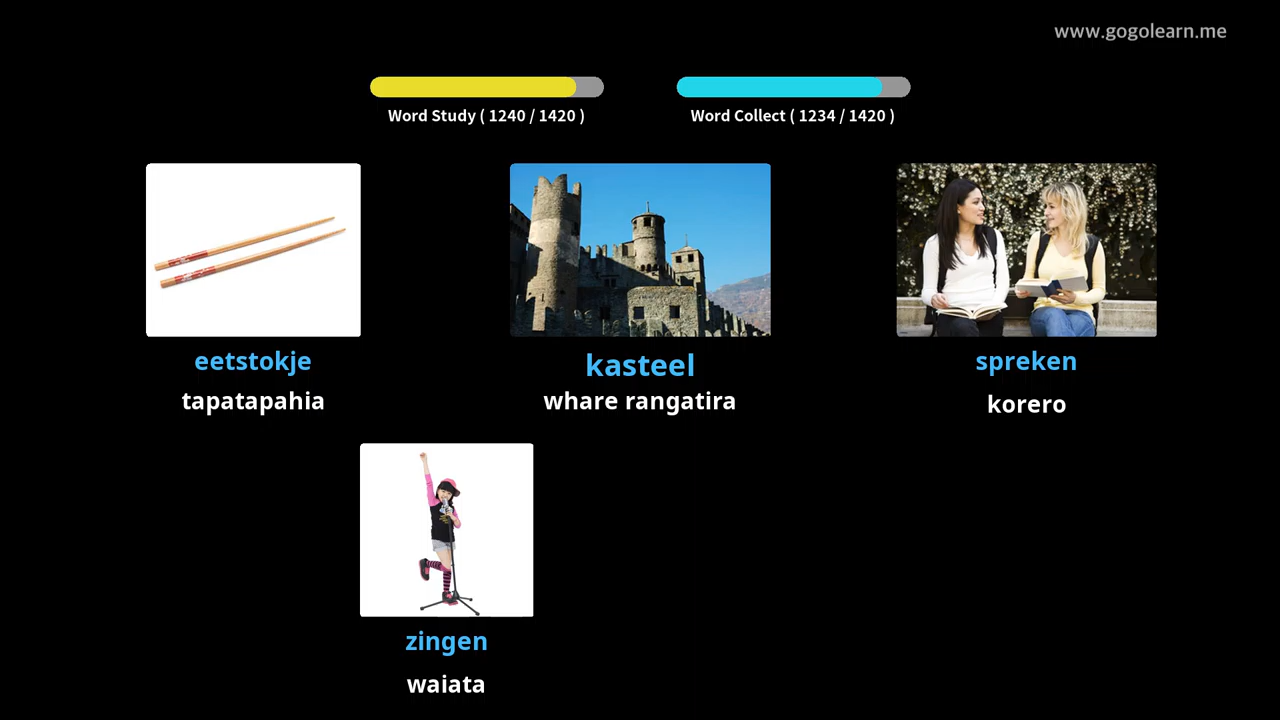 www.gogolearn.me
Word Study ( 1240 / 1420 )
Word Collect ( 1234 / 1420 )
eetstokje
kasteel
spreken
tapatapahia
whare rangatira
korero
zingen
waiata